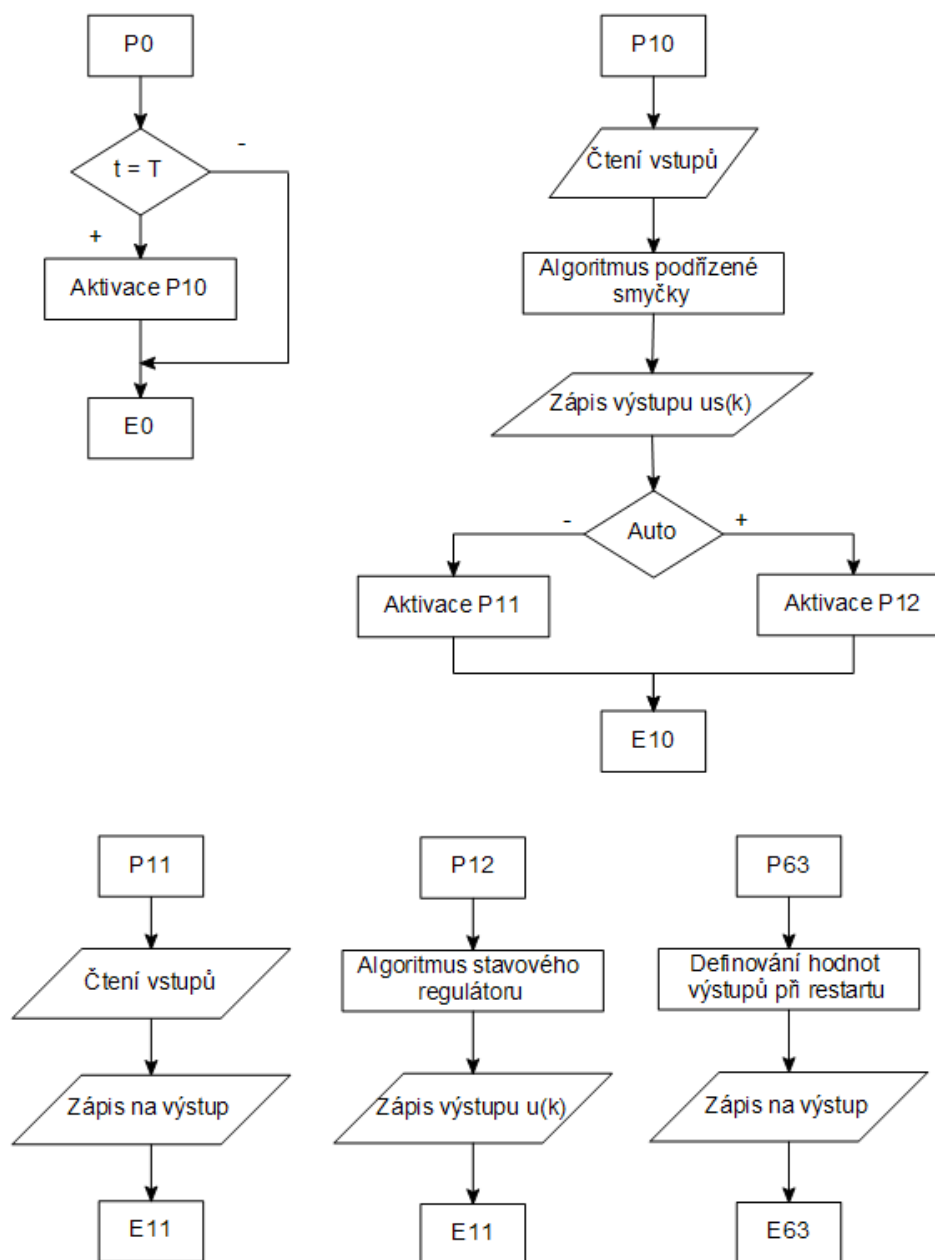 P0
t = T
-
+
Aktivace P10
E0
P10
Čtení vstupů
Algoritmus podřízené
smyčky
Zápis výstupu us(k)
Auto
-
+
Aktivace P11
Aktivace P12
E10
P11
Čtení vstupů
Zápis na výstup
E11
P12
Algoritmus stavového
regulátoru
Zápis výstupu u(k)
E11
P63
Definování hodnot
výstupů při restartu
Zápis na výstup
E63